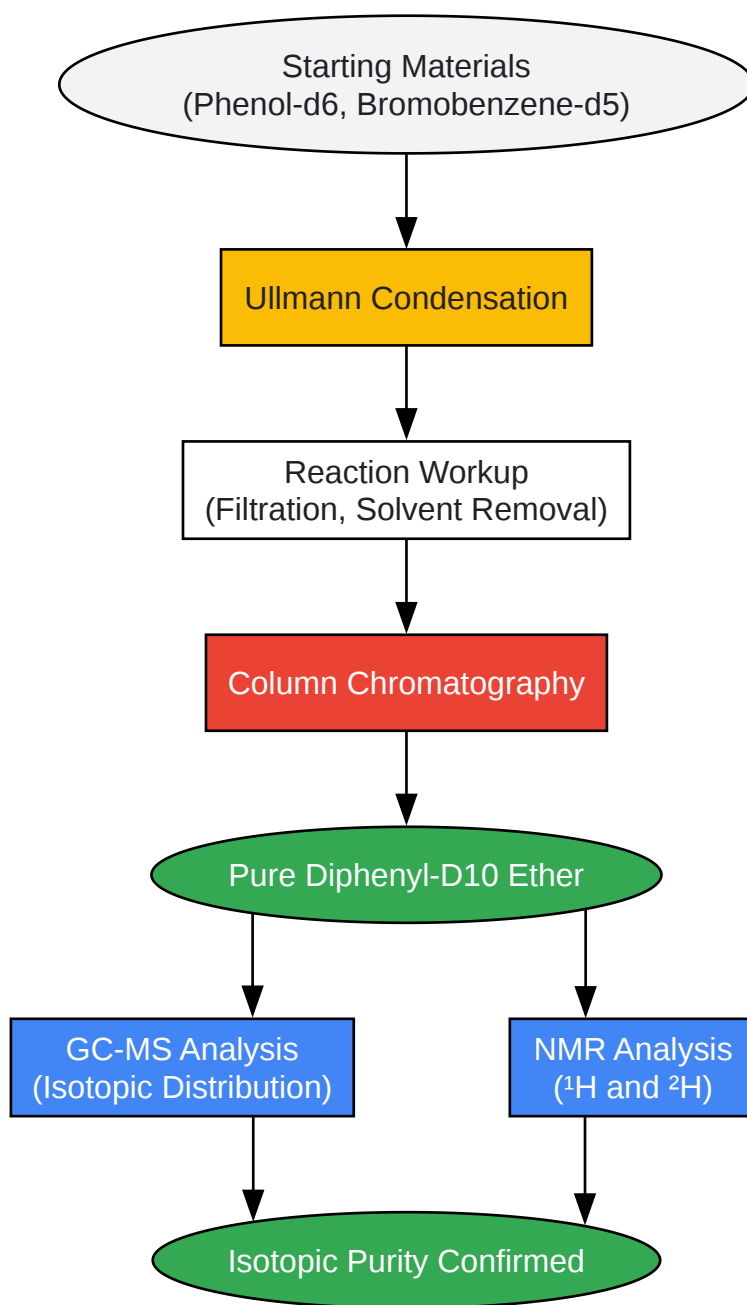 Starting Materials
(Phenol-d6, Bromobenzene-d5)
Ullmann Condensation
Reaction Workup
(Filtration, Solvent Removal)
Column Chromatography
Pure Diphenyl-D10 Ether
GC-MS Analysis
(Isotopic Distribution)
NMR Analysis
(¹H and ²H)
Isotopic Purity Confirmed